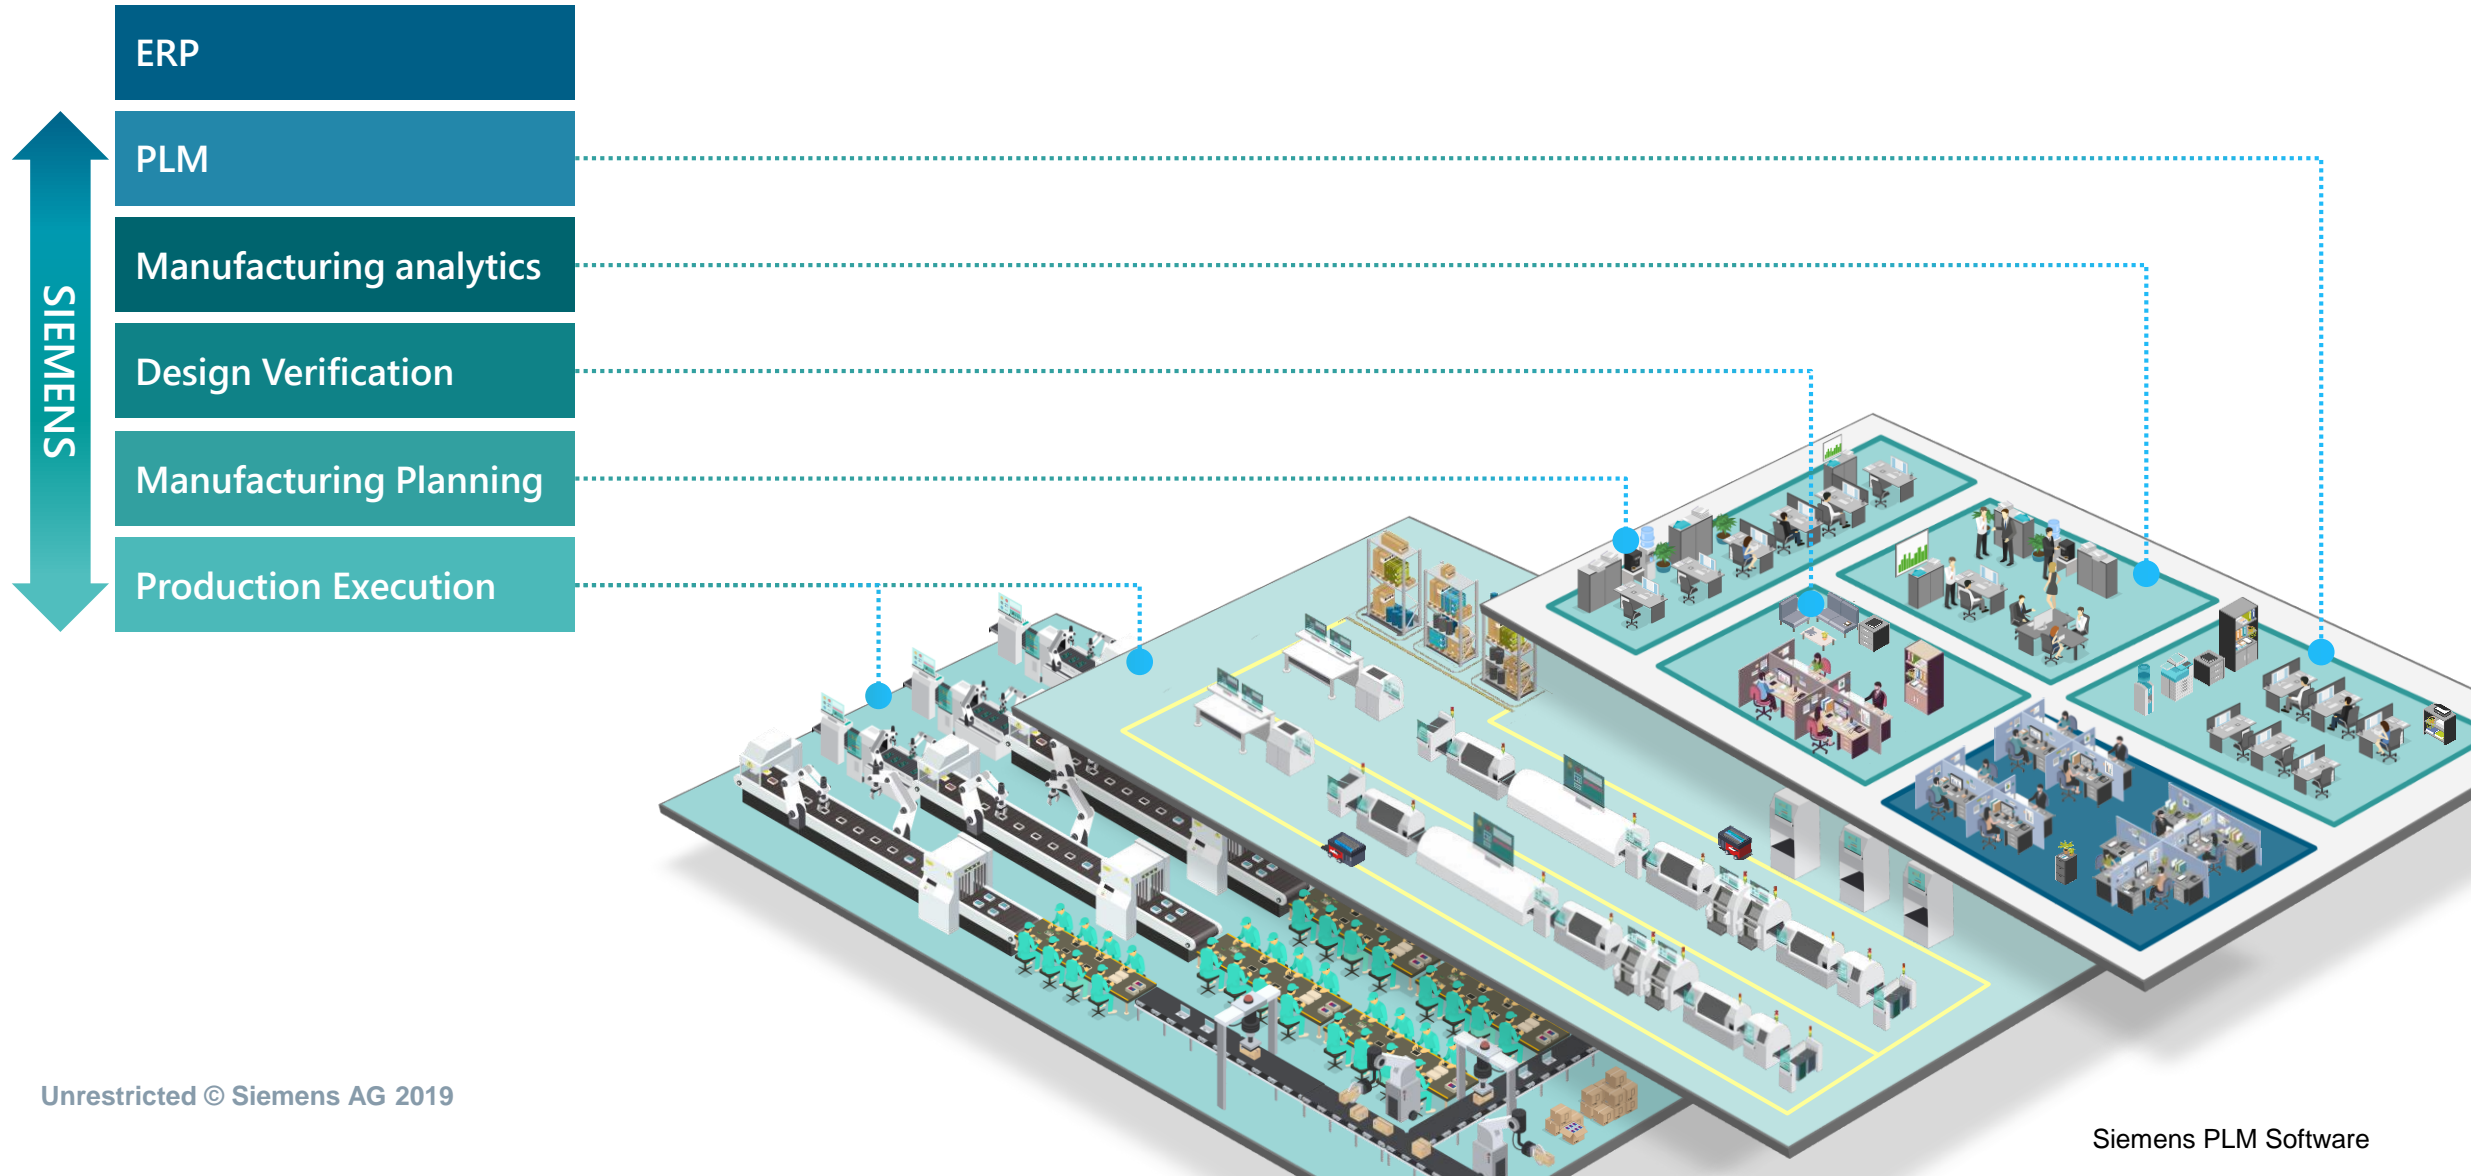 ERP
PLM
Manufacturing analytics
Design Verification
Manufacturing Planning
Production Execution
SIEMENS
Unrestricted © Siemens AG 2019
Siemens PLM Software